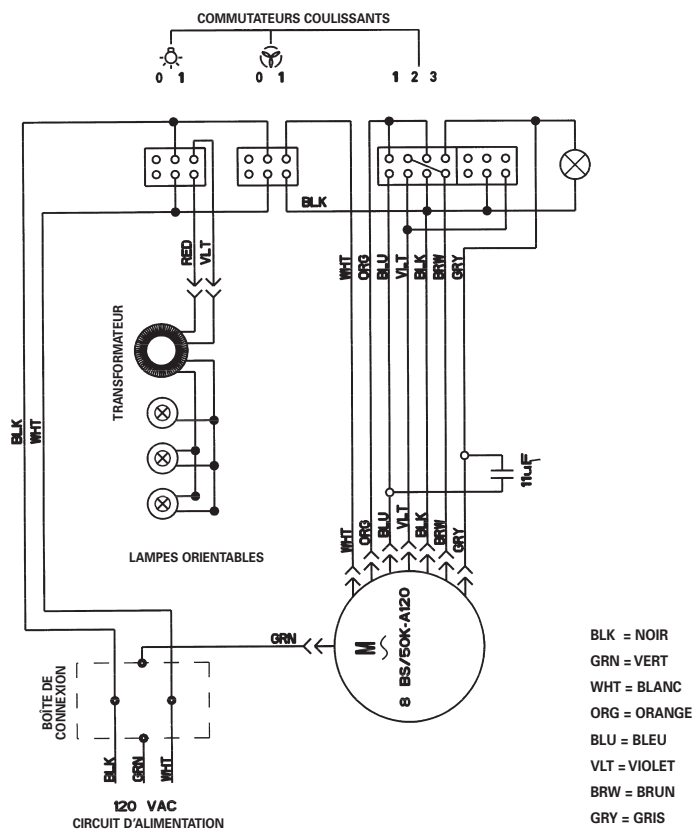 COMMUTATEURS COULISSANTS
0 1
0 1
1 2 3
BLK
RED
VLT
WHT
ORG
BLU
VLT
BLK
BRW
GRY
TRANSFORMATEUR
BLK
WHT
11uF
WHT
ORG
BLU
VLT
BLK
BRW
GRY
LAMPES ORIENTABLES
GRN
M
8 BS/50K-A120
BOÎTE DE
CONNEXION
BLK
GRN
WHT
120 VAC
CIRCUIT D'ALIMENTATION
BLK = NOIR
GRN = VERT
WHT = BLANC
ORG = ORANGE
BLU = BLEU
VLT = VIOLET
BRW = BRUN
GRY = GRIS